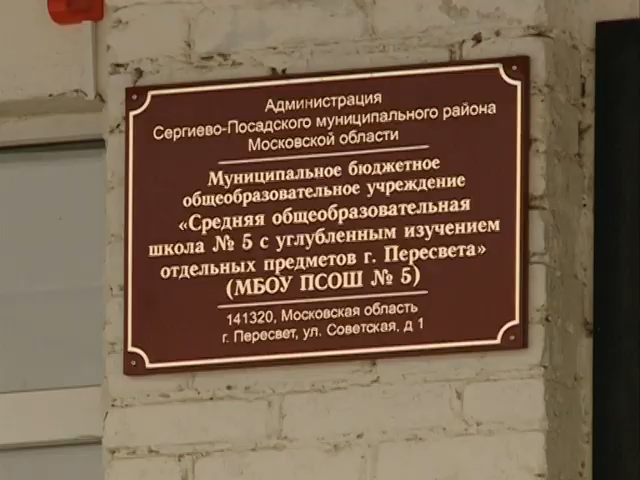 Администрация
Сергиево-Посадского муниципального района
Московской области
Муниципальное бюджетное
общеобразовательное учреждение
«Средняя общеобразовательная
школа № 5 с углубленным изучением
отдельных предметов г. Пересвета»
(МБОУ ПСОШ № 5)
141320, Московская область
г. Пересвет, ул. Советская, д 1